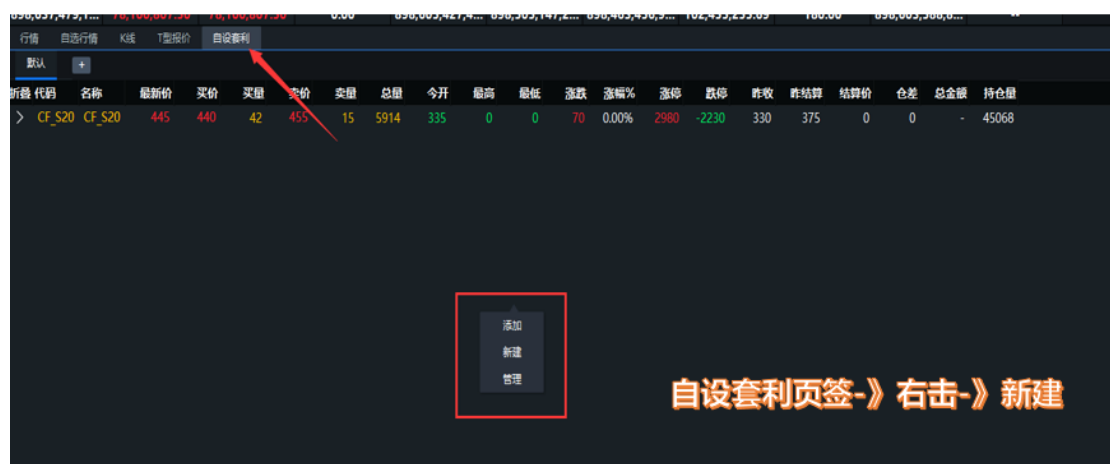 行情 自选行情 K线 T型报价 自设套利
默认 +
折叠 代码 名称 最新价 买价 买量 卖价 卖量 总量 今开 最高 最低 涨跌 涨幅% 涨停 跌停 昨收 昨结算 结算价 仓差 总金额 持仓量
> CF_S20 CF_S20 445 440 42 455 15 5914 335 0 0 70 0.00% 2980 -2230 330 375 0 0 - 45068
添加
新建
管理
自设套利页签-》右击-》新建